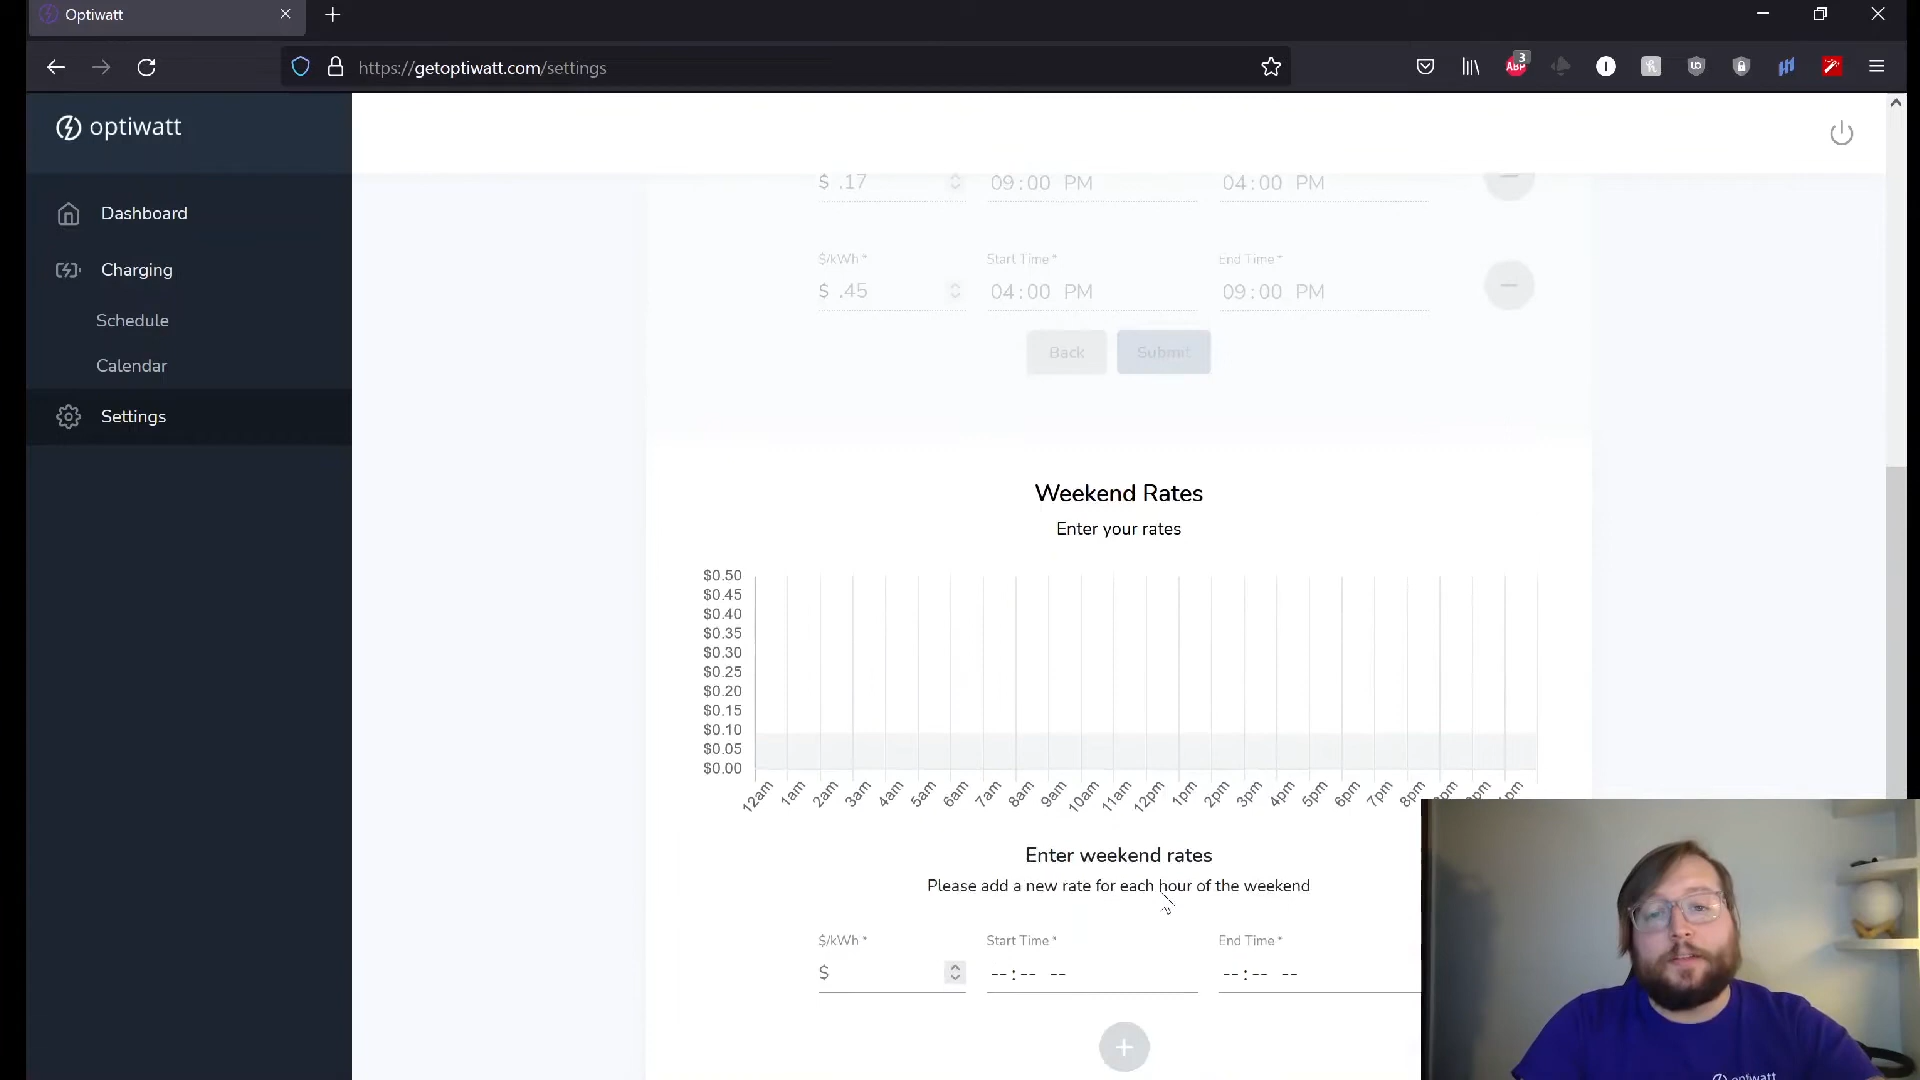 Optiwatt
https://getoptiwatt.com/settings
3
ABP
optiwatt
Dashboard
Charging
Schedule
Calendar
Settings
$ .17 09:00 PM 04:00 PM
$/kWh * Start Time * End Time *
$ .45 04:00 PM 09:00 PM
Back Submit
Weekend Rates
Enter your rates
$0.50
$0.45
$0.40
$0.35
$0.30
$0.25
$0.20
$0.15
$0.10
$0.05
$0.00
12am 1am 2am 3am 4am 5am 6am 7am 8am 9am 10am 11am 12pm 1pm 2pm 3pm 4pm 5pm 6pm 7pm 8pm
Enter weekend rates
Please add a new rate for each hour of the weekend
$/kWh * Start Time * End Time *
$ --:-- -- --:-- --
optiwatt